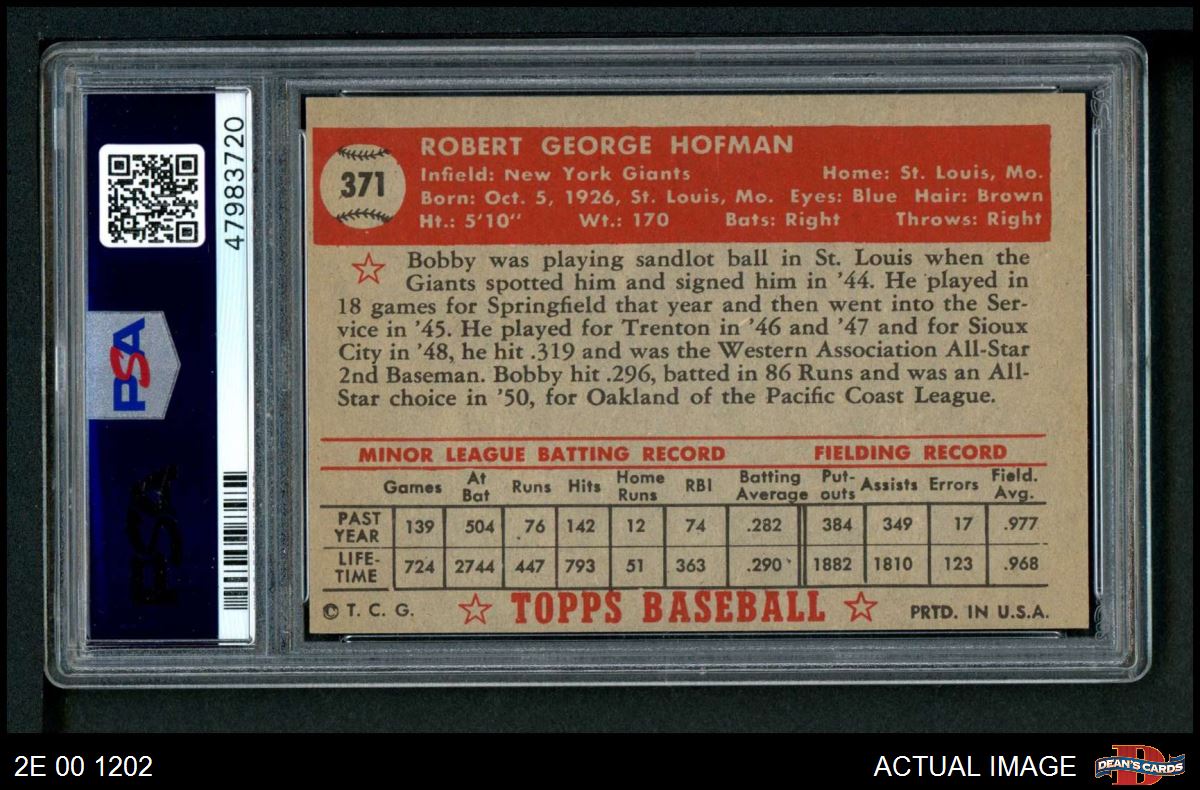 47983720
PSA
PSA
371
ROBERT GEORGE HOFMAN
Infield: New York Giants Home: St. Louis, Mo.
Born: Oct. 5, 1926, St. Louis, Mo. Eyes: Blue Hair: Brown
Ht.: 5'10" Wt.: 170 Bats: Right Throws: Right
Bobby was playing sandlot ball in St. Louis when the
Giants spotted him and signed him in '44. He played in
18 games for Springfield that year and then went into the Ser-
vice in '45. He played for Trenton in '46 and '47 and for Sioux
City in '48, he hit .319 and was the Western Association All-Star
2nd Baseman. Bobby hit .296, batted in 86 Runs and was an All-
Star choice in '50, for Oakland of the Pacific Coast League.
MINOR LEAGUE BATTING RECORD FIELDING RECORD
Games At Bat Runs Hits Home Runs RBI Batting Average Put-outs Assists Errors Field. Avg.
PAST YEAR 139 504 76 142 12 74 .282 384 349 17 .977
LIFE-TIME 724 2744 447 793 51 363 .290 1882 1810 123 .968
© T. C. G. TOPPS BASEBALL PRTD. IN U.S.A.
2E 00 1202 ACTUAL IMAGE DEAN'S CARDS